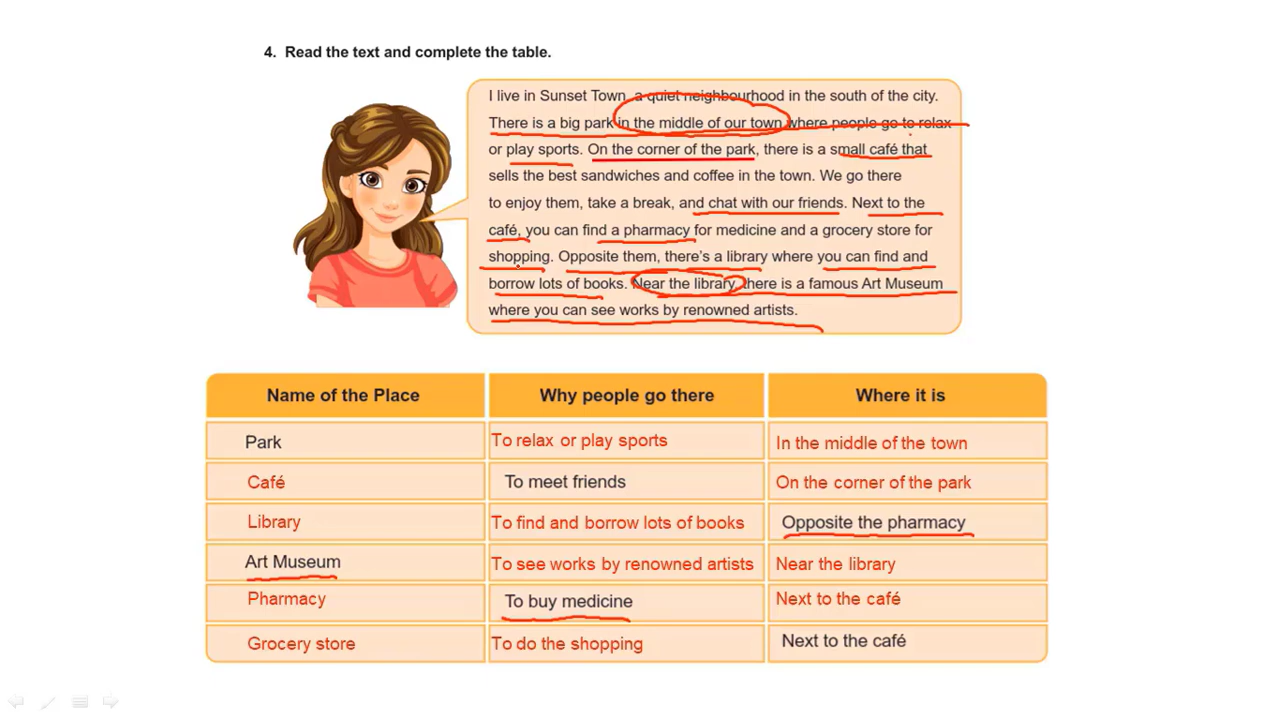 4. Read the text and complete the table.
I live in Sunset Town, a quiet neighbourhood in the south of the city.
There is a big park in the middle of our town where people go to relax
or play sports. On the corner of the park, there is a small café that
sells the best sandwiches and coffee in the town. We go there
to enjoy them, take a break, and chat with our friends. Next to the
café, you can find a pharmacy for medicine and a grocery store for
shopping. Opposite them, there's a library where you can find and
borrow lots of books. Near the library, there is a famous Art Museum
where you can see works by renowned artists.
Name of the Place Why people go there Where it is
Park To relax or play sports In the middle of the town
Café To meet friends On the corner of the park
Library To find and borrow lots of books Opposite the pharmacy
Art Museum To see works by renowned artists Near the library
Pharmacy To buy medicine Next to the café
Grocery store To do the shopping Next to the café